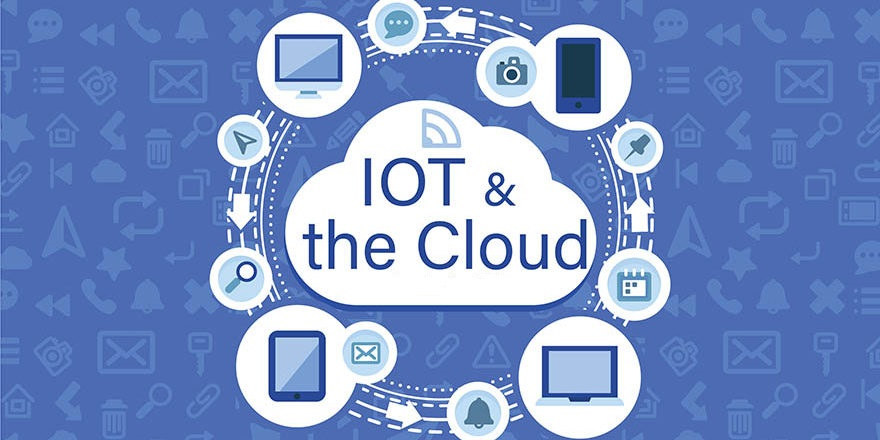 IOT &
the Cloud